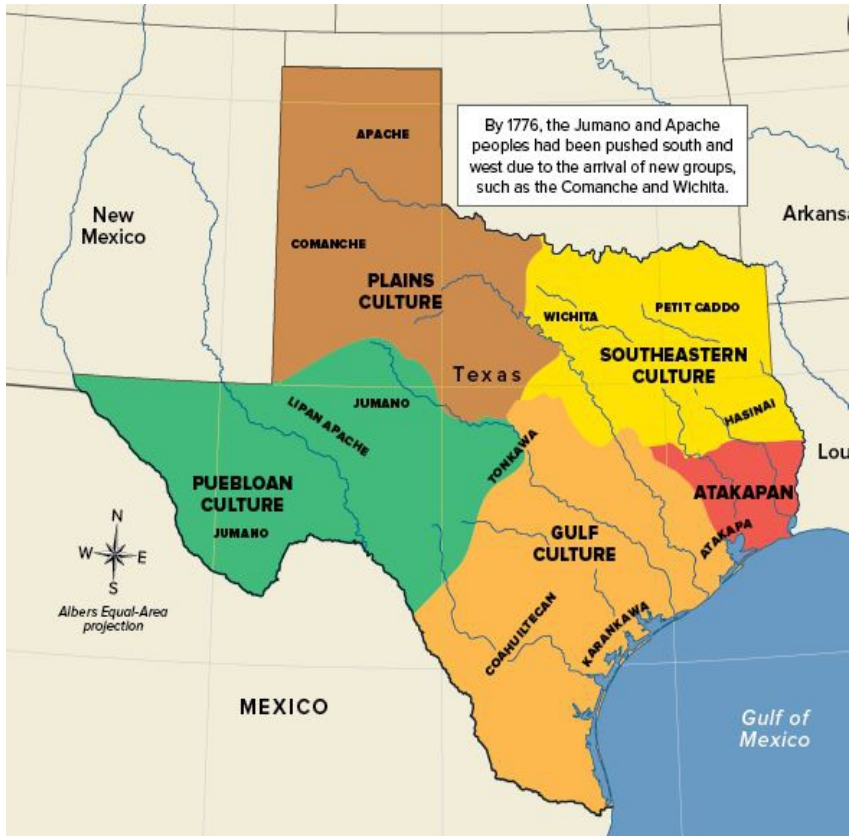 APACHE
By 1776, the Jumano and Apache
peoples had been pushed south and
west due to the arrival of new groups,
such as the Comanche and Wichita.
New
Mexico
Arkansa
COMANCHE
PLAINS
CULTURE
WICHITA
PETIT CADDO
SOUTHEASTERN
CULTURE
Texas
JUMANO
LIPAN APACHE
HASINAI
TONKAWA
Lou
PUEBLOAN
CULTURE
JUMANO
ATAKAPAN
GULF
CULTURE
ATAKAPA
N
W
E
S
Albers Equal-Area
projection
COAHUILTECAN
KARANKAWA
MEXICO
Gulf of
Mexico